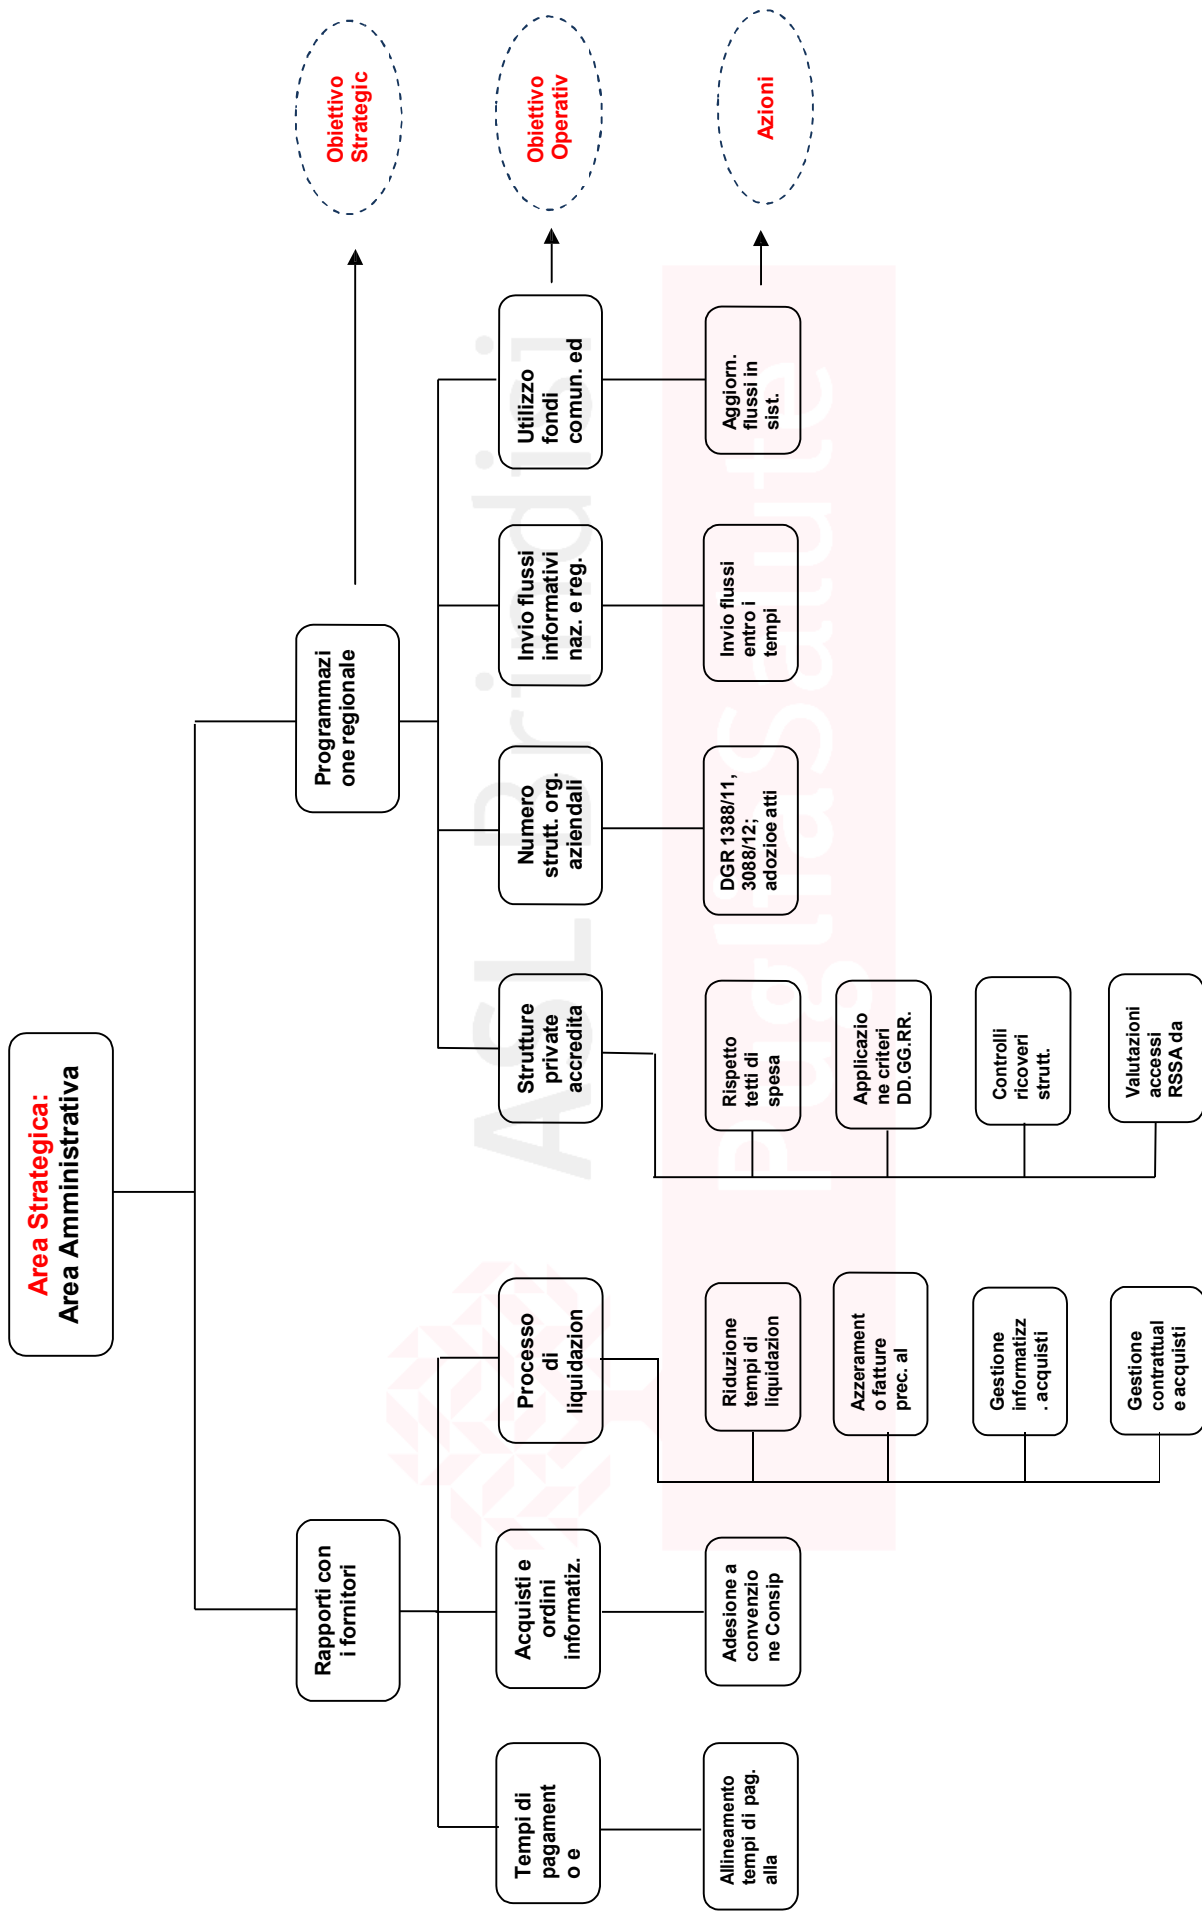 Area Strategica:
Area Amministrativa
Rapporti con
i fornitori
Programmazi
one regionale
Obiettivo
Strategic
Tempi di
pagament
o e
Acquisti e
ordini
informatiz.
Processo
di
liquidazion
Strutture
private
accredita
Numero
strutt. org.
aziendali
Invio flussi
informativi
naz. e reg.
Utilizzo
fondi
comun. ed
Obiettivo
Operativ
Allineamento
tempi di pag.
alla
Adesione a
convenzio
ne Consip
Riduzione
tempi di
liquidazion
Azzerament
o fatture
prec. al
Gestione
informatizz
. acquisti
Gestione
contrattual
e acquisti
Rispetto
tetti di
spesa
Applicazio
ne criteri
DD.GG.RR.
Controlli
ricoveri
strutt.
Valutazioni
accessi
RSSA da
DGR 1388/11,
3088/12;
adozioe atti
Invio flussi
entro i
tempi
Aggiorn.
flussi in
sist.
Azioni
ASL Brindisi
PugliaSalute